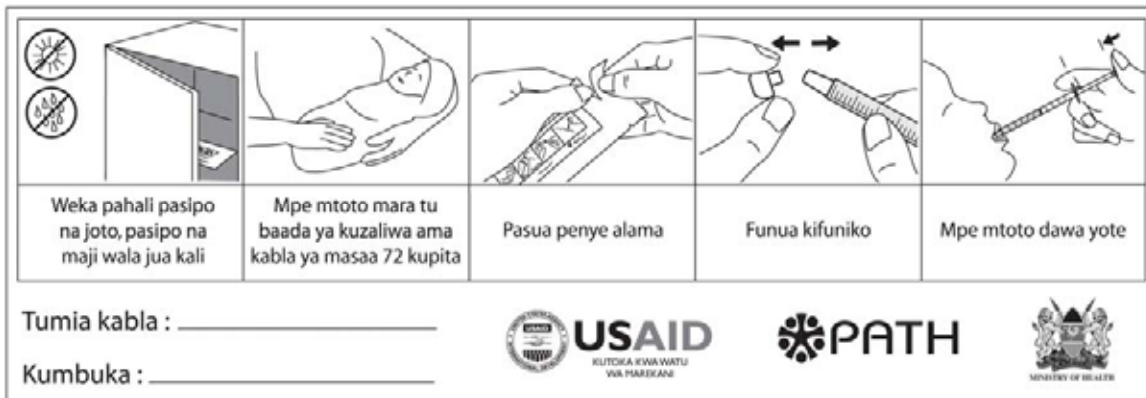 Weka pahali pasipo
na joto, pasipo na
maji wala jua kali
Mpe mtoto mara tu
baada ya kuzaliwa ama
kabla ya masaa 72 kupita
Pasua penye alama
Funua kifuniko
Mpe mtoto dawa yote
Tumia kabla :
Kumbuka :
USAID
USAID
KUTOKA KWA WATU
WA MAREKANI
PATH
MINISTRY OF HEALTH